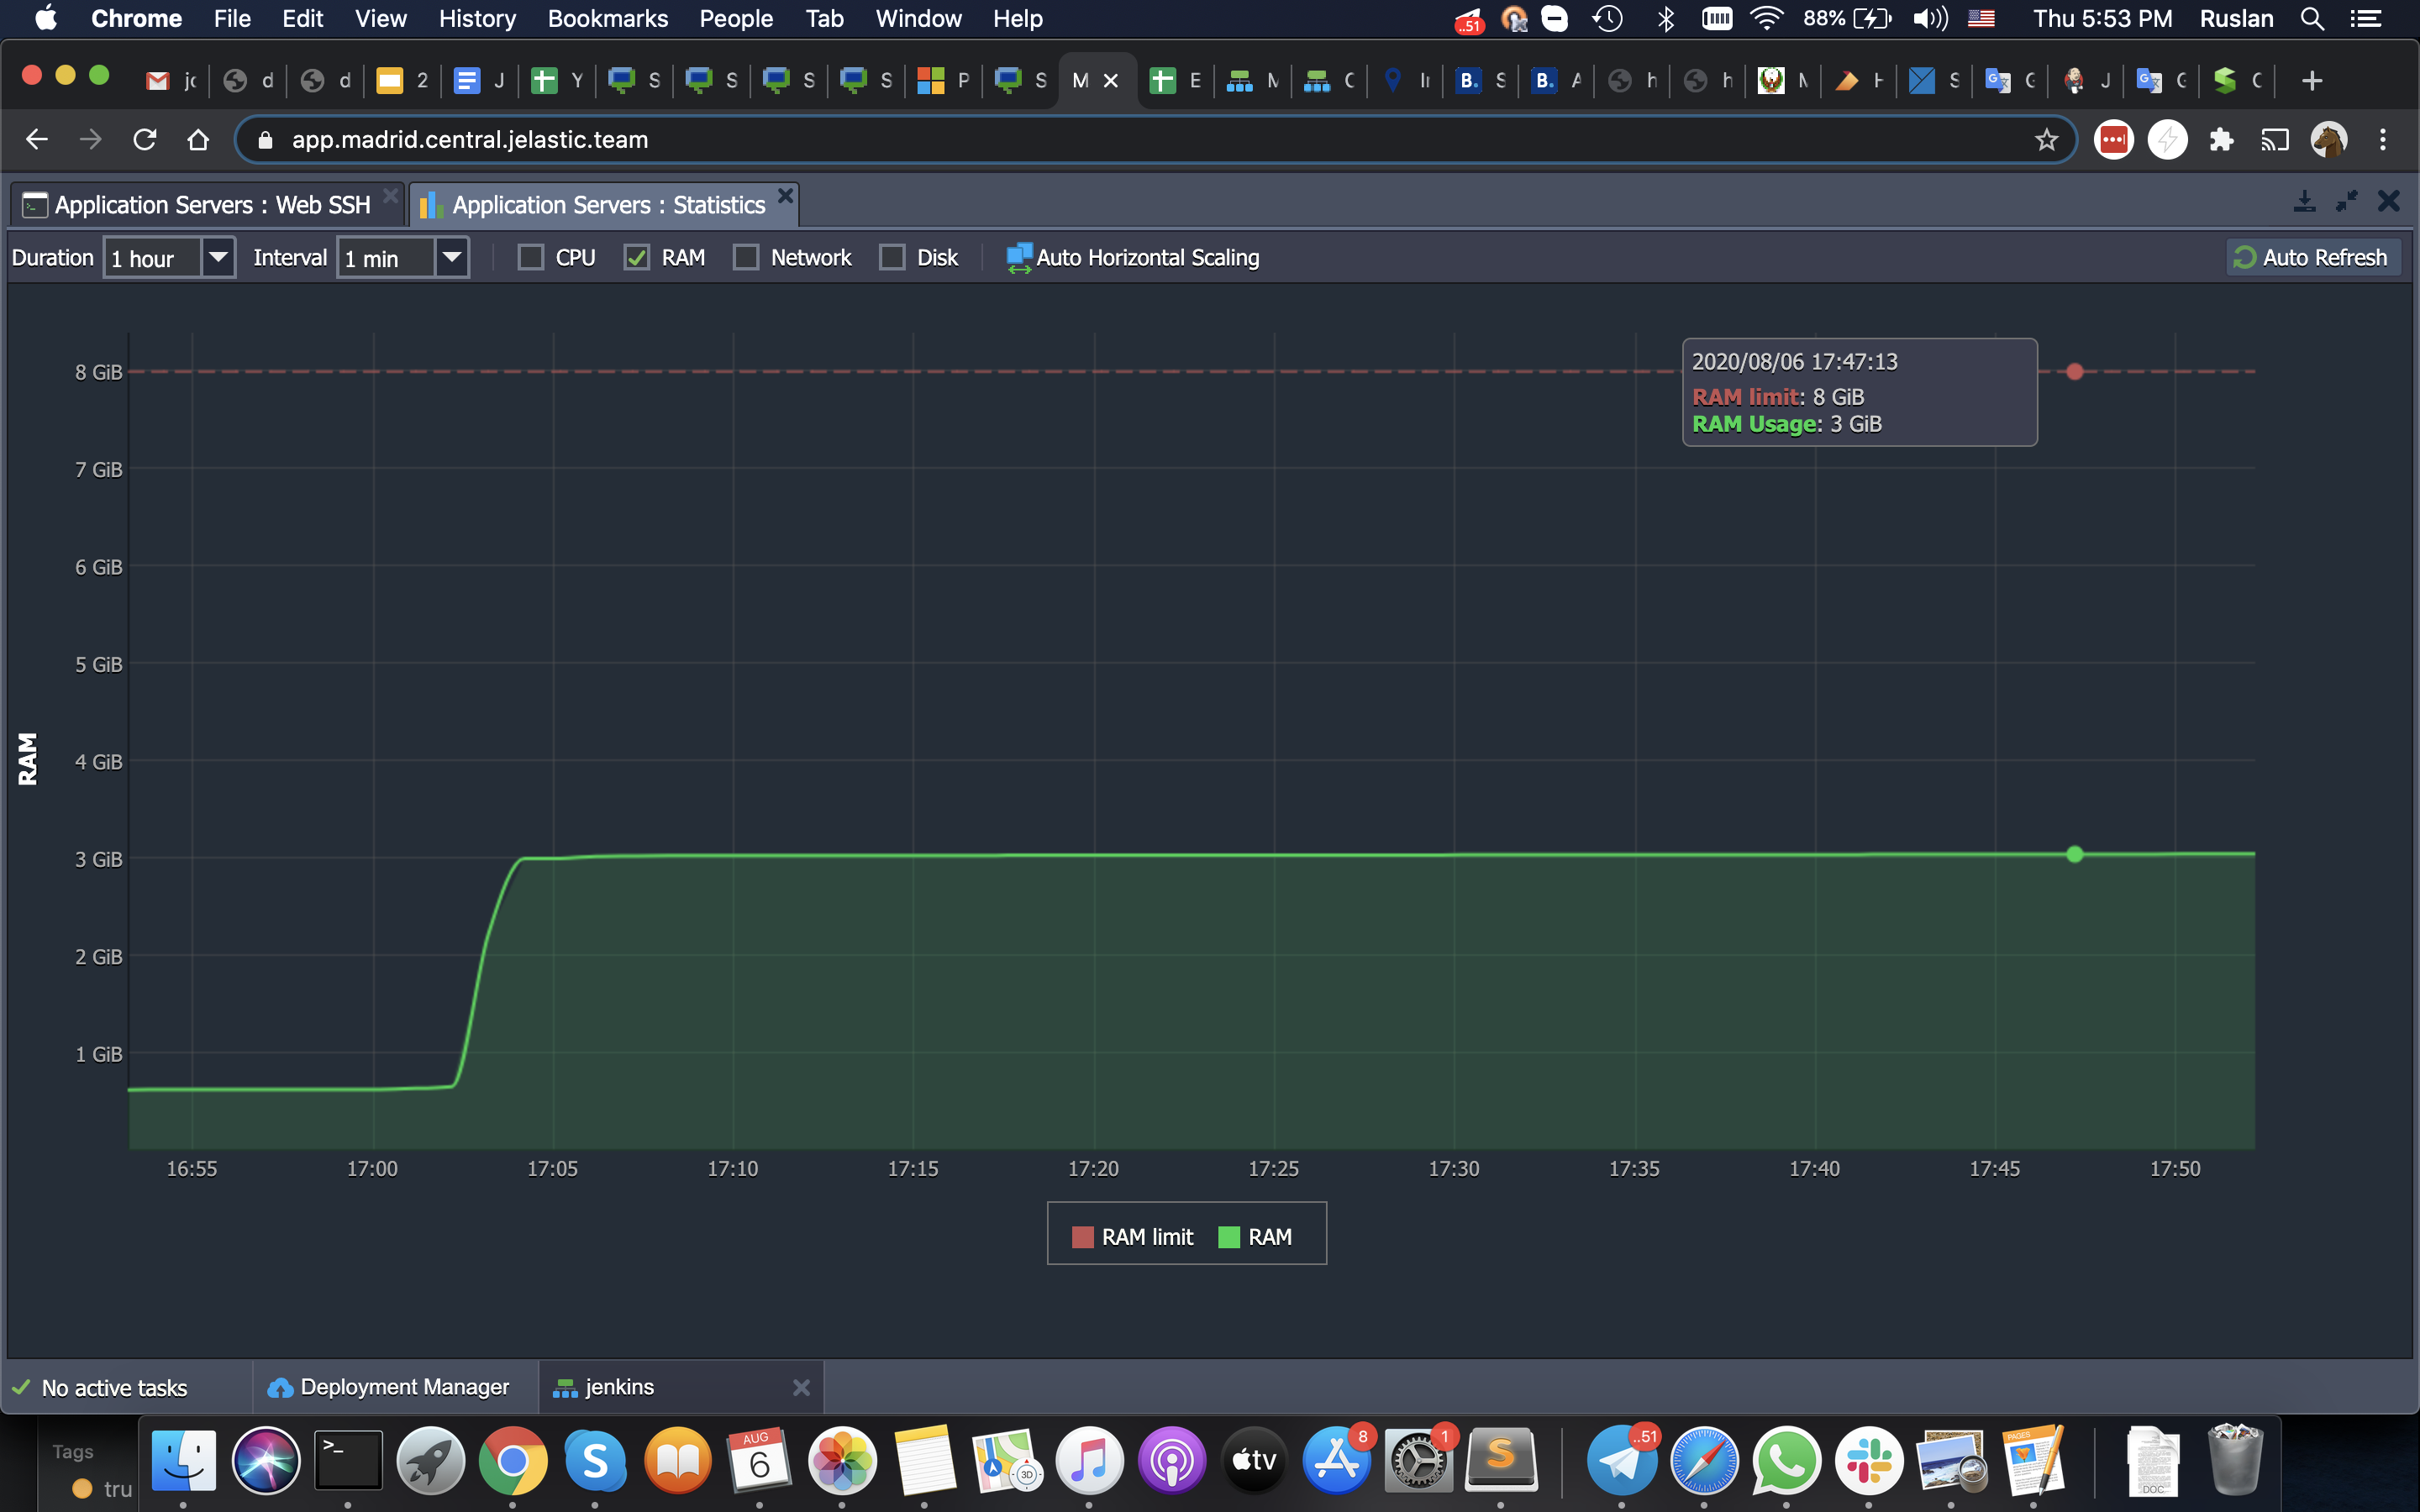 Chrome File Edit View History Bookmarks People Tab Window Help ..51 88% Thu 5:53 PM Ruslan
jc d d 2 J Y S S S S P S M E M C I B. S B. A h h M H S G J G C
app.madrid.central.jelastic.team
Application Servers : Web SSH Application Servers : Statistics
Duration 1 hour Interval 1 min CPU RAM Network Disk Auto Horizontal Scaling Auto Refresh
2020/08/06 17:47:13
RAM limit: 8 GiB
RAM Usage: 3 GiB
8 GiB
7 GiB
6 GiB
5 GiB
4 GiB
3 GiB
2 GiB
1 GiB
RAM
16:55 17:00 17:05 17:10 17:15 17:20 17:25 17:30 17:35 17:40 17:45 17:50
RAM limit RAM
No active tasks Deployment Manager jenkins
Tags
tru
AUG
6
3D
tv
8
1
..51
PAGES
DOC